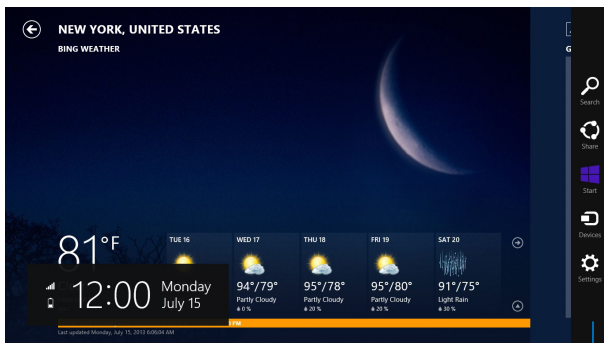 NEW YORK, UNITED STATES
BING WEATHER
G
Search
Share
Start
Devices
Settings
81°F
TUE 16
WED 17
94°/79°
Partly Cloudy
0 %
THU 18
95°/78°
Partly Cloudy
20 %
FRI 19
95°/80°
Partly Cloudy
20 %
SAT 20
91°/75°
Light Rain
30 %
12:00
Monday
July 15
PM
Last updated Monday, July 15, 2013 6:06:04 AM